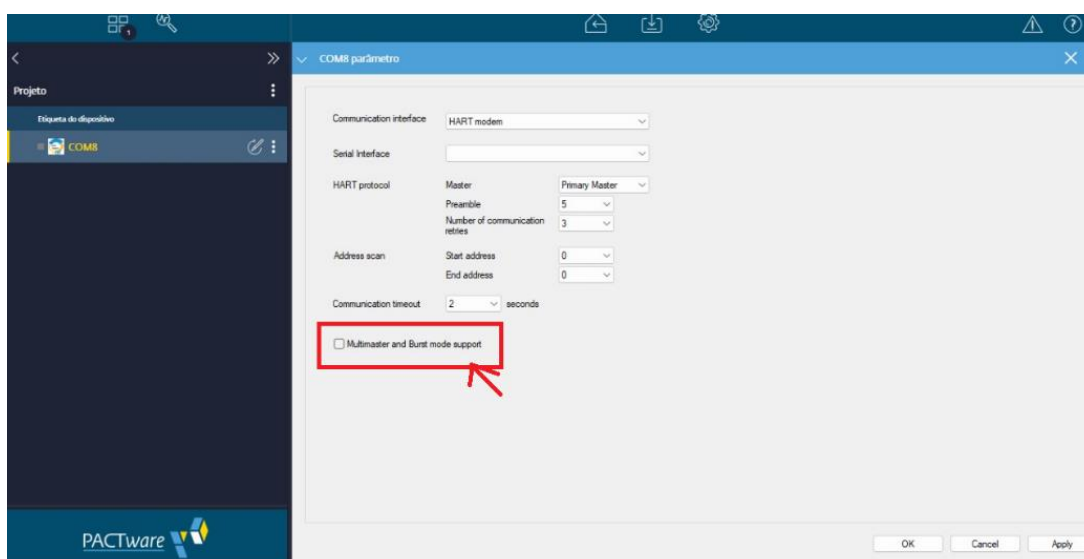 1
COM8 parâmetro
Projeto
Etiqueta do dispositivo
COM8
Communication interface HART modem
Serial Interface
HART protocol Master Primary Master
Preamble 5
Number of communication retries 3
Address scan Start address 0
End address 0
Communication timeout 2 seconds
Multimaster and Burst mode support
PACTware
OK Cancel Apply